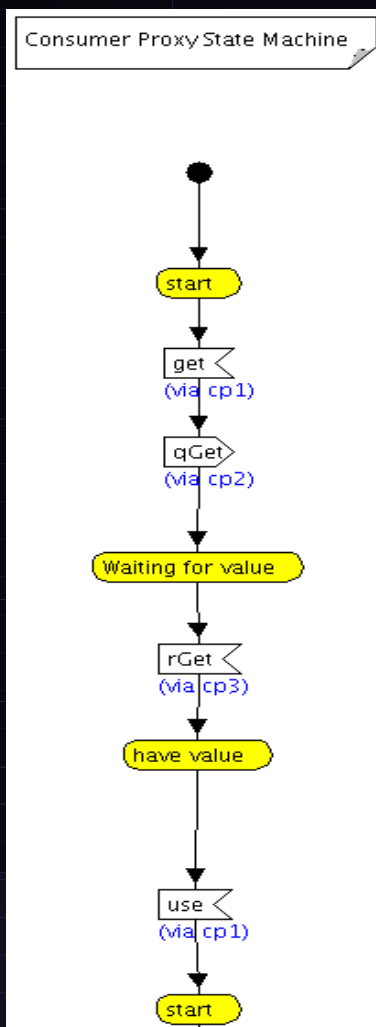 Consumer Proxy State Machine
start
get
(via cp1)
qGet
(via cp2)
Waiting for value
rGet
(via cp3)
have value
use
(via cp1)
start